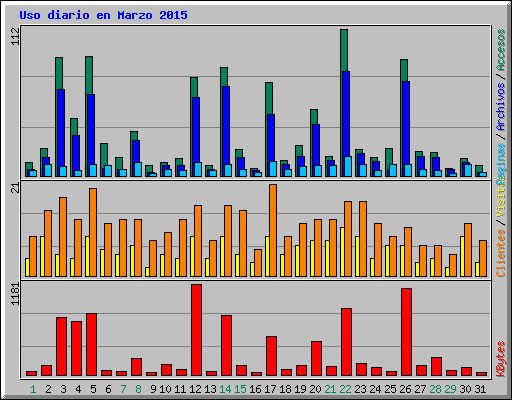 Uso diario en Marzo 2015
112
21
1181
Clientes / visitas
Páginas / Archivos / Accesos
KBytes
1 2 3 4 5 6 7 8 9 10 11 12 13 14 15 16 17 18 19 20 21 22 23 24 25 26 27 28 29 30 31